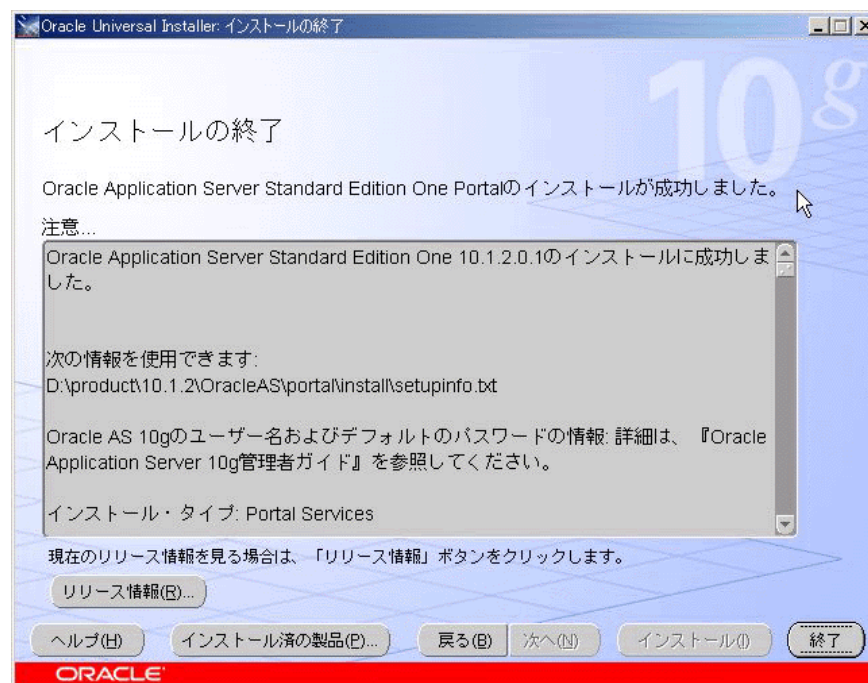 Oracle Universal Installer: インストールの終了
10g
インストールの終了
Oracle Application Server Standard Edition One Portalのインストールが成功しました。
注意...
Oracle Application Server Standard Edition One 10.1.2.0.1のインストールに成功しま
した。
次の情報を使用できます:
D:\product\10.1.2\OracleAS\portal\install\setupinfo.txt
Oracle AS 10gのユーザー名およびデフォルトのパスワードの情報: 詳細は、『Oracle
Application Server 10g管理者ガイド』を参照してください。
インストール・タイプ: Portal Services
現在のリリース情報を見る場合は、「リリース情報」ボタンをクリックします。
リリース情報(R)...
ヘルプ(H) インストール済の製品(P)... 戻る(B) 次へ(N) インストール(I) 終了
ORACLE